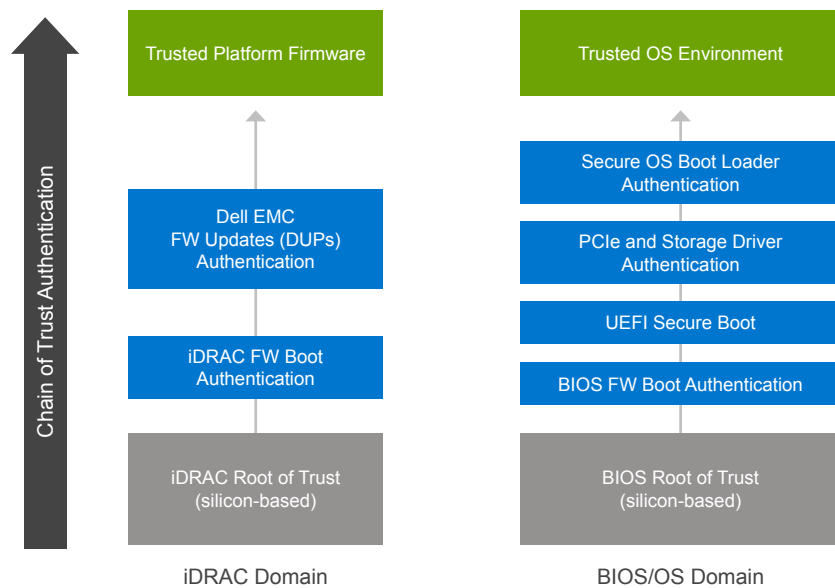 Chain of Trust Authentication
Trusted Platform Firmware
Dell EMC
FW Updates (DUPs)
Authentication
iDRAC FW Boot
Authentication
iDRAC Root of Trust
(silicon-based)
iDRAC Domain
Trusted OS Environment
Secure OS Boot Loader
Authentication
PCIe and Storage Driver
Authentication
UEFI Secure Boot
BIOS FW Boot Authentication
BIOS Root of Trust
(silicon-based)
BIOS/OS Domain